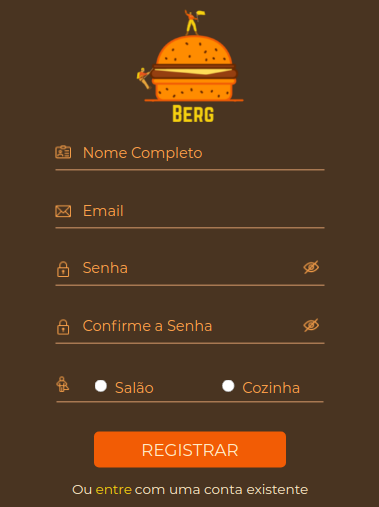 Berg
Nome Completo
Email
Senha
Confirme a Senha
Salão Cozinha
REGISTRAR
Ou entre com uma conta existente